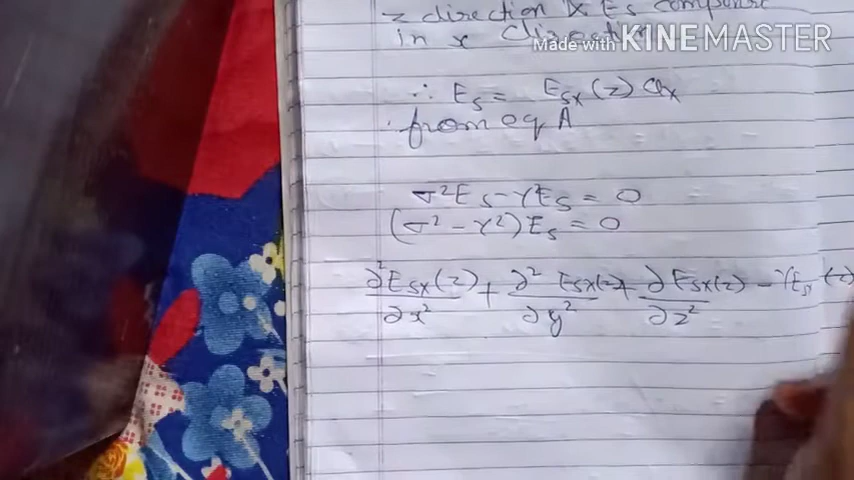 z direction & Es component
in x direction
Made with KINEMASTER
∴ Es = Esx(z) ax
from eq A
∇²Es - γ²Es = 0
(∇² - γ²)Es = 0
∂²Esx(z)/∂x² + ∂²Esx(z)/∂y² + ∂Esx(z)/∂z² - γEsx(z)